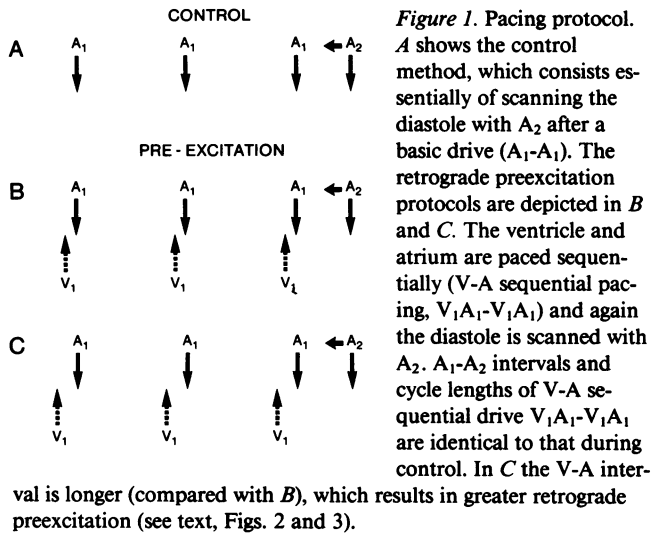 CONTROL
A A₁ A₁ A₁ A₂
PRE-EXCITATION
B A₁ A₁ A₁ A₂
V₁ V₁ V₁
C A₁ A₁ A₁ A₂
V₁ V₁ V₁
Figure 1. Pacing protocol.
A shows the control
method, which consists es-
sentially of scanning the
diastole with A₂ after a
basic drive (A₁-A₁). The
retrograde preexcitation
protocols are depicted in B
and C. The ventricle and
atrium are paced sequen-
tially (V-A sequential pac-
ing, V₁A₁-V₁A₁) and again
the diastole is scanned with
A₂. A₁-A₂ intervals and
cycle lengths of V-A se-
quential drive V₁A₁-V₁A₁
are identical to that during
control. In C the V-A inter-
val is longer (compared with B), which results in greater retrograde
preexcitation (see text, Figs. 2 and 3).